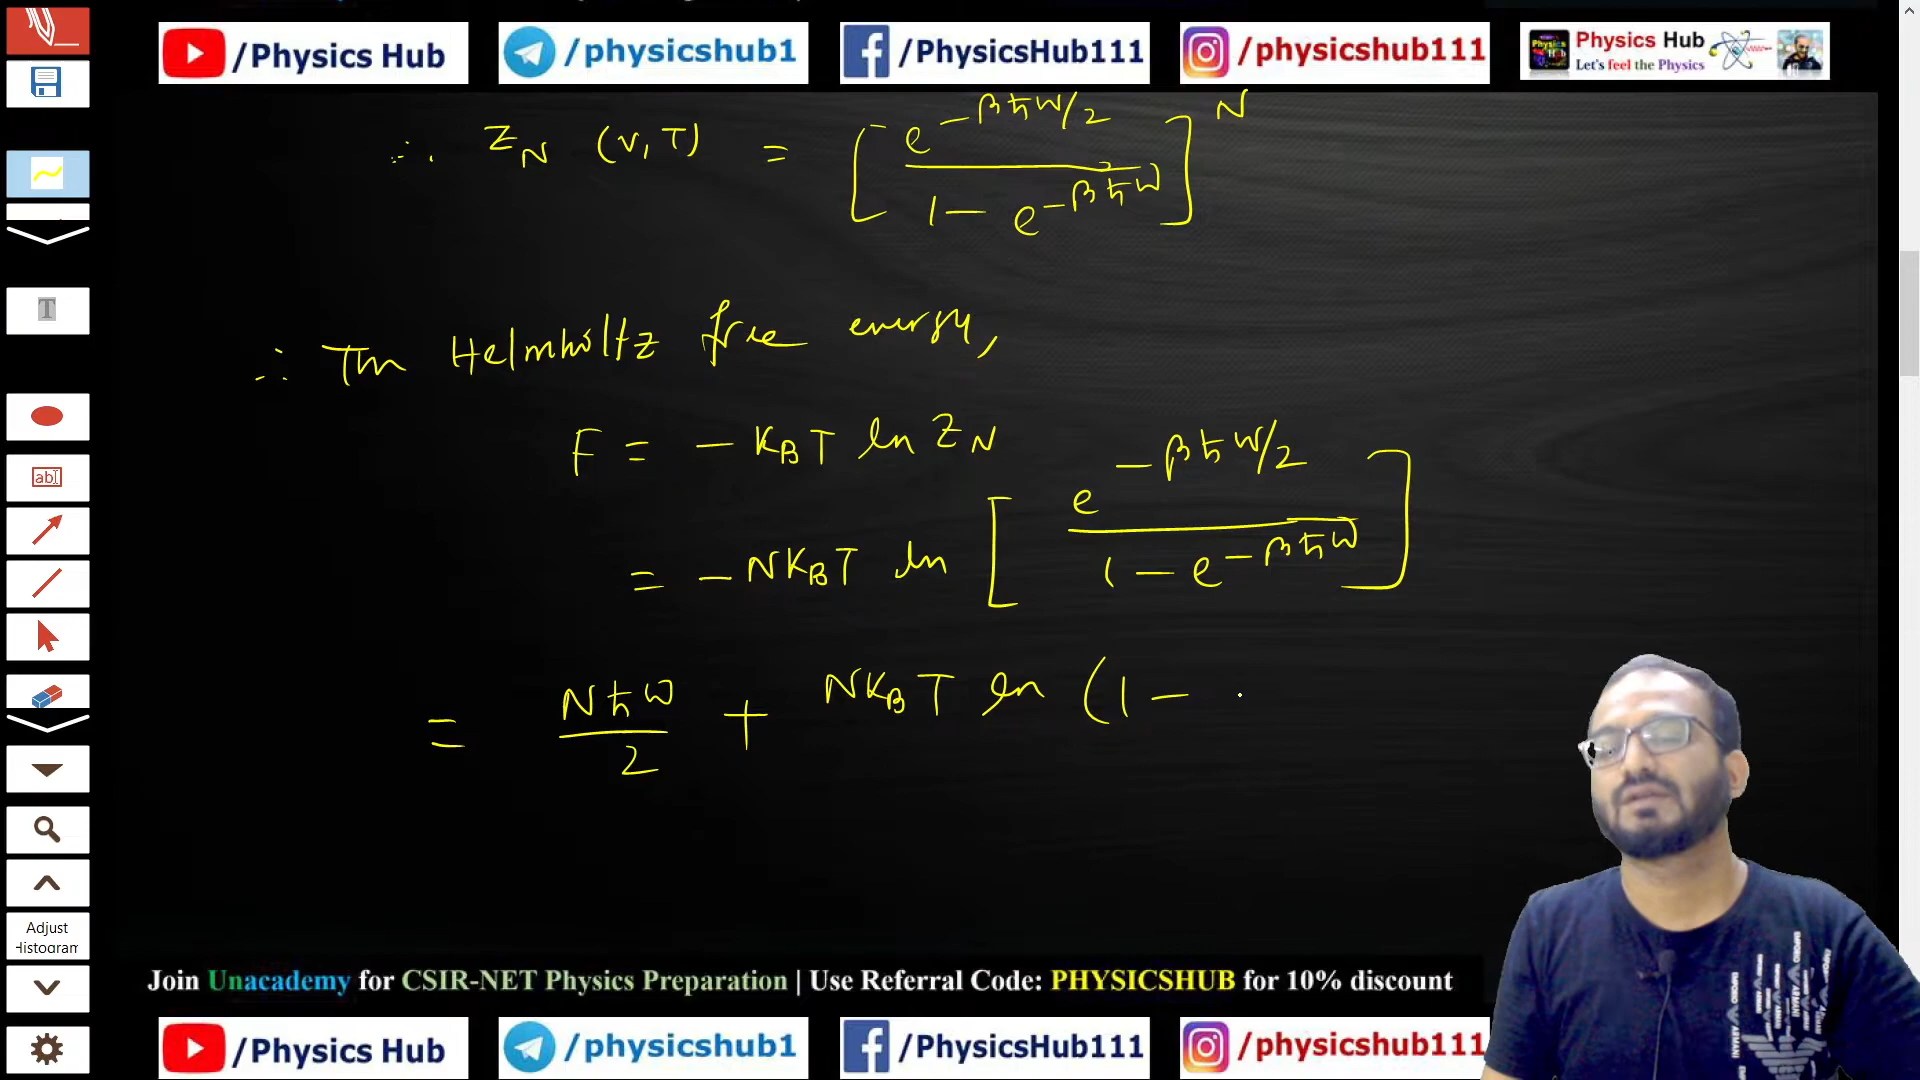 /Physics Hub /physicshub1 /PhysicsHub111 /physicshub111 Physics Hub
Let's feel the Physics
∴ Z_N (V, T) = [ e^{-βħω/2} / 1 - e^{-βħω} ]^N
∴ The Helmholtz free energy,
F = - K_B T ln Z_N
= - N K_B T ln [ e^{-βħω/2} / 1 - e^{-βħω} ]
= Nħω / 2 + N K_B T ln (1 -
T
ab
Adjust
Histogram
Join Unacademy for CSIR-NET Physics Preparation | Use Referral Code: PHYSICSHUB for 10% discount
/Physics Hub /physicshub1 /PhysicsHub111 /physicshub111